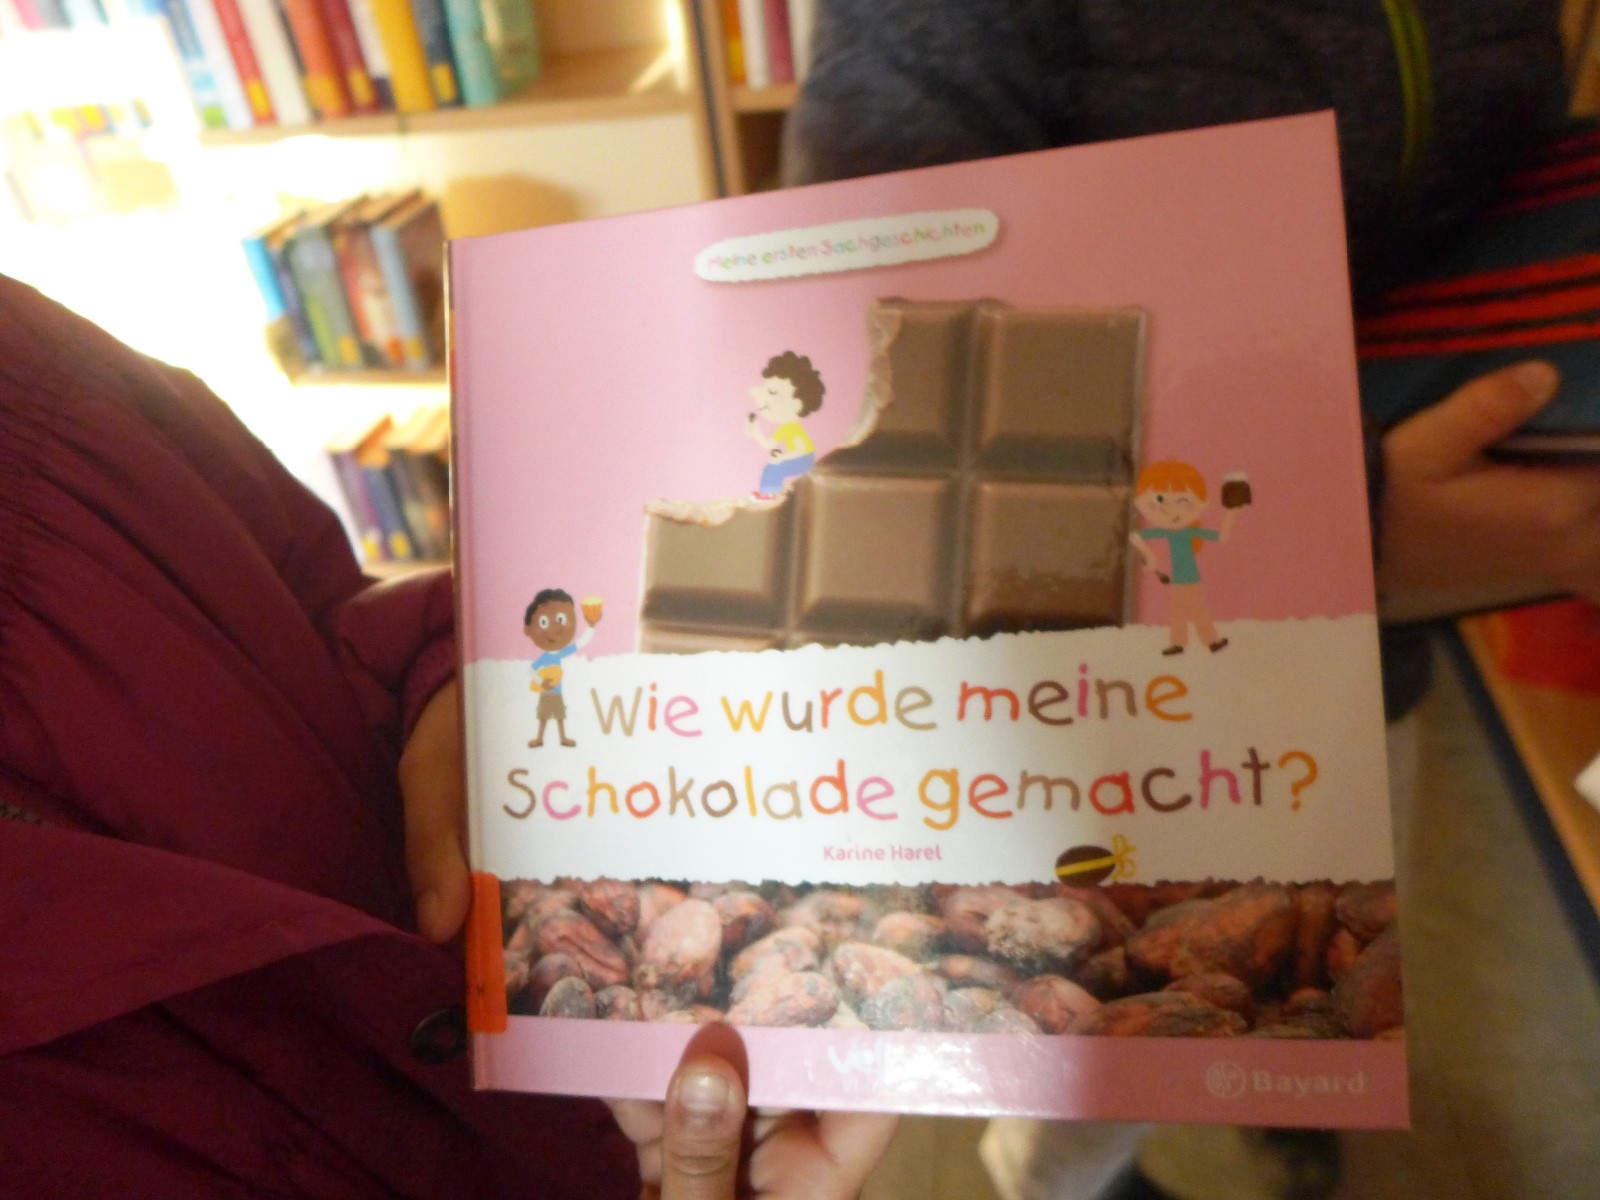 Meine ersten Sachgeschichten
Wie wurde meine
Schokolade gemacht?
Karine Harel
Bayard